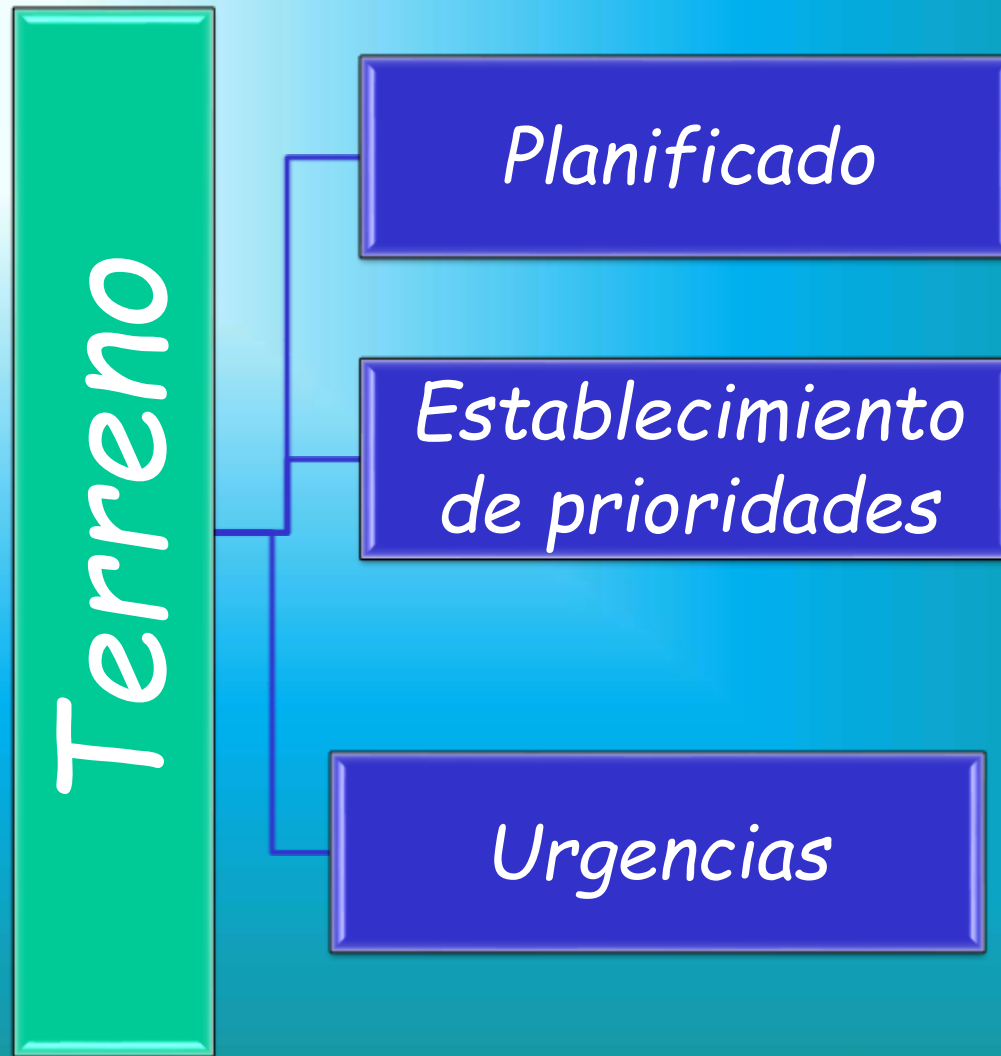 Terreno
Planificado
Establecimiento
de prioridades
Urgencias